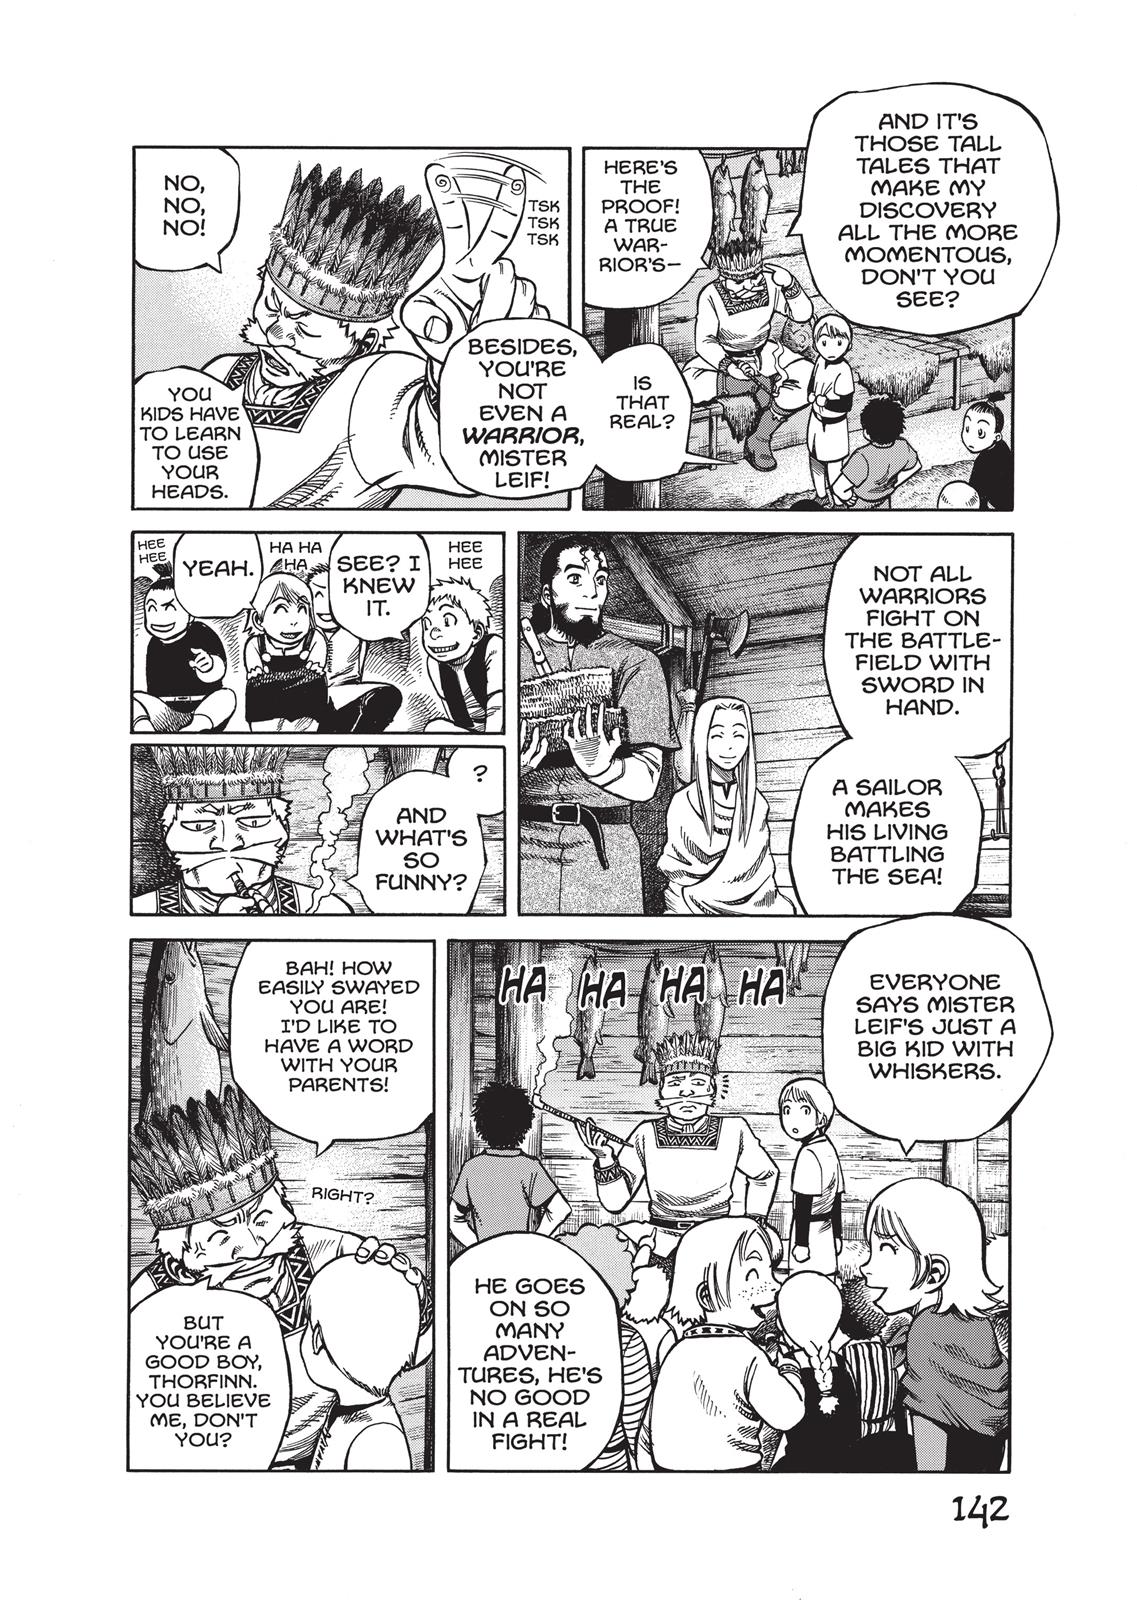 AND IT'S
THOSE TALL
TALES THAT
MAKE MY
DISCOVERY
ALL THE MORE
MOMENTOUS,
DON'T YOU
SEE?
HERE'S
THE
PROOF!
A TRUE
WAR-
RIOR'S—
IS
THAT
REAL?
BESIDES,
YOU'RE
NOT
EVEN A
WARRIOR,
MISTER
LEIF!
TSK
TSK
TSK
NO,
NO,
NO!
YOU
KIDS HAVE
TO LEARN
TO USE
YOUR
HEADS.
NOT ALL
WARRIORS
FIGHT ON
THE BATTLE-
FIELD WITH
SWORD IN
HAND.
A SAILOR
MAKES
HIS LIVING
BATTLING
THE SEA!
HEE
HEE
SEE? I
KNEW
IT.
HA HA
HA
YEAH.
HEE
HEE
?
AND
WHAT'S
SO
FUNNY?
EVERYONE
SAYS MISTER
LEIF'S JUST A
BIG KID WITH
WHISKERS.
HA HA HA HA
HE GOES
ON SO
MANY
ADVEN-
TURES, HE'S
NO GOOD
IN A REAL
FIGHT!
BAH! HOW
EASILY SWAYED
YOU ARE!
I'D LIKE TO
HAVE A WORD
WITH YOUR
PARENTS!
RIGHT?
BUT
YOU'RE A
GOOD BOY,
THORFINN.
YOU BELIEVE
ME, DON'T
YOU?
142